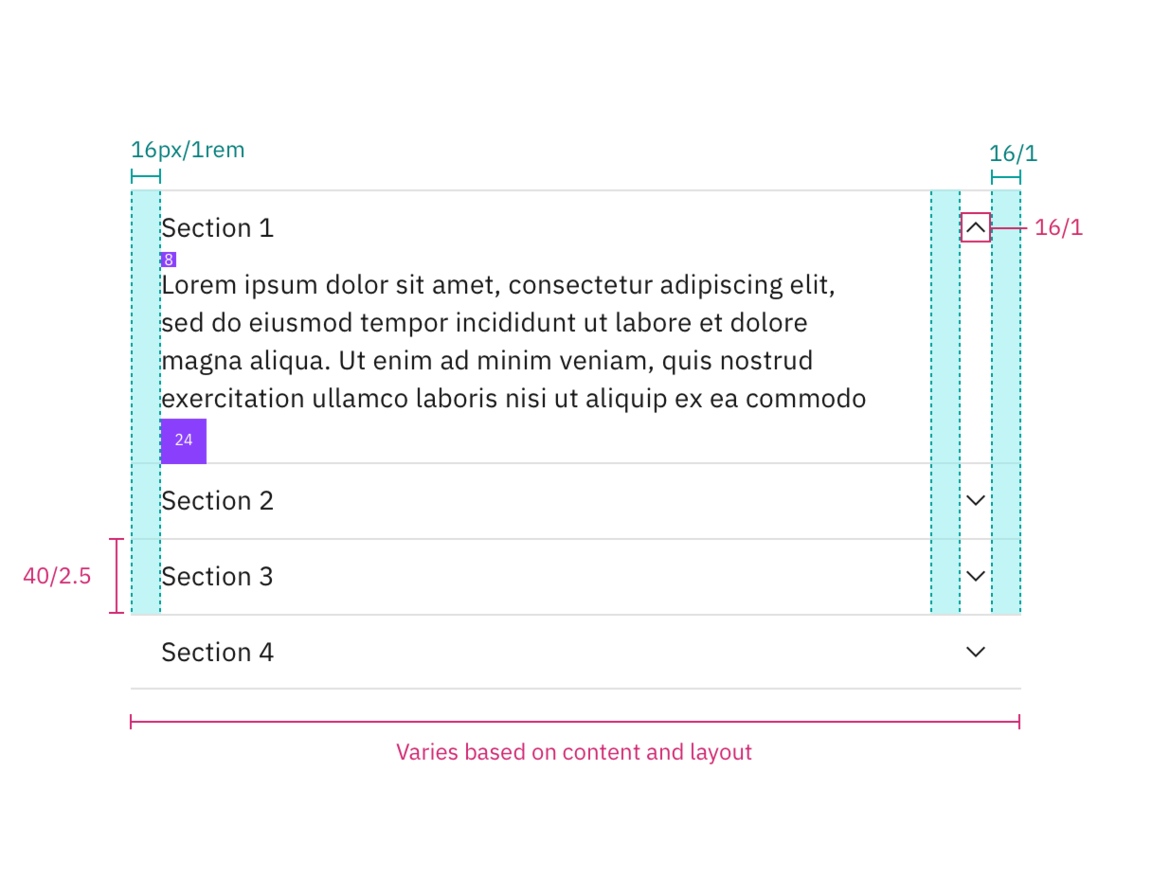 16px/1rem
16/1
Section 1
16/1
8
Lorem ipsum dolor sit amet, consectetur adipiscing elit,
sed do eiusmod tempor incididunt ut labore et dolore
magna aliqua. Ut enim ad minim veniam, quis nostrud
exercitation ullamco laboris nisi ut aliquip ex ea commodo
24
Section 2
40/2.5
Section 3
Section 4
Varies based on content and layout